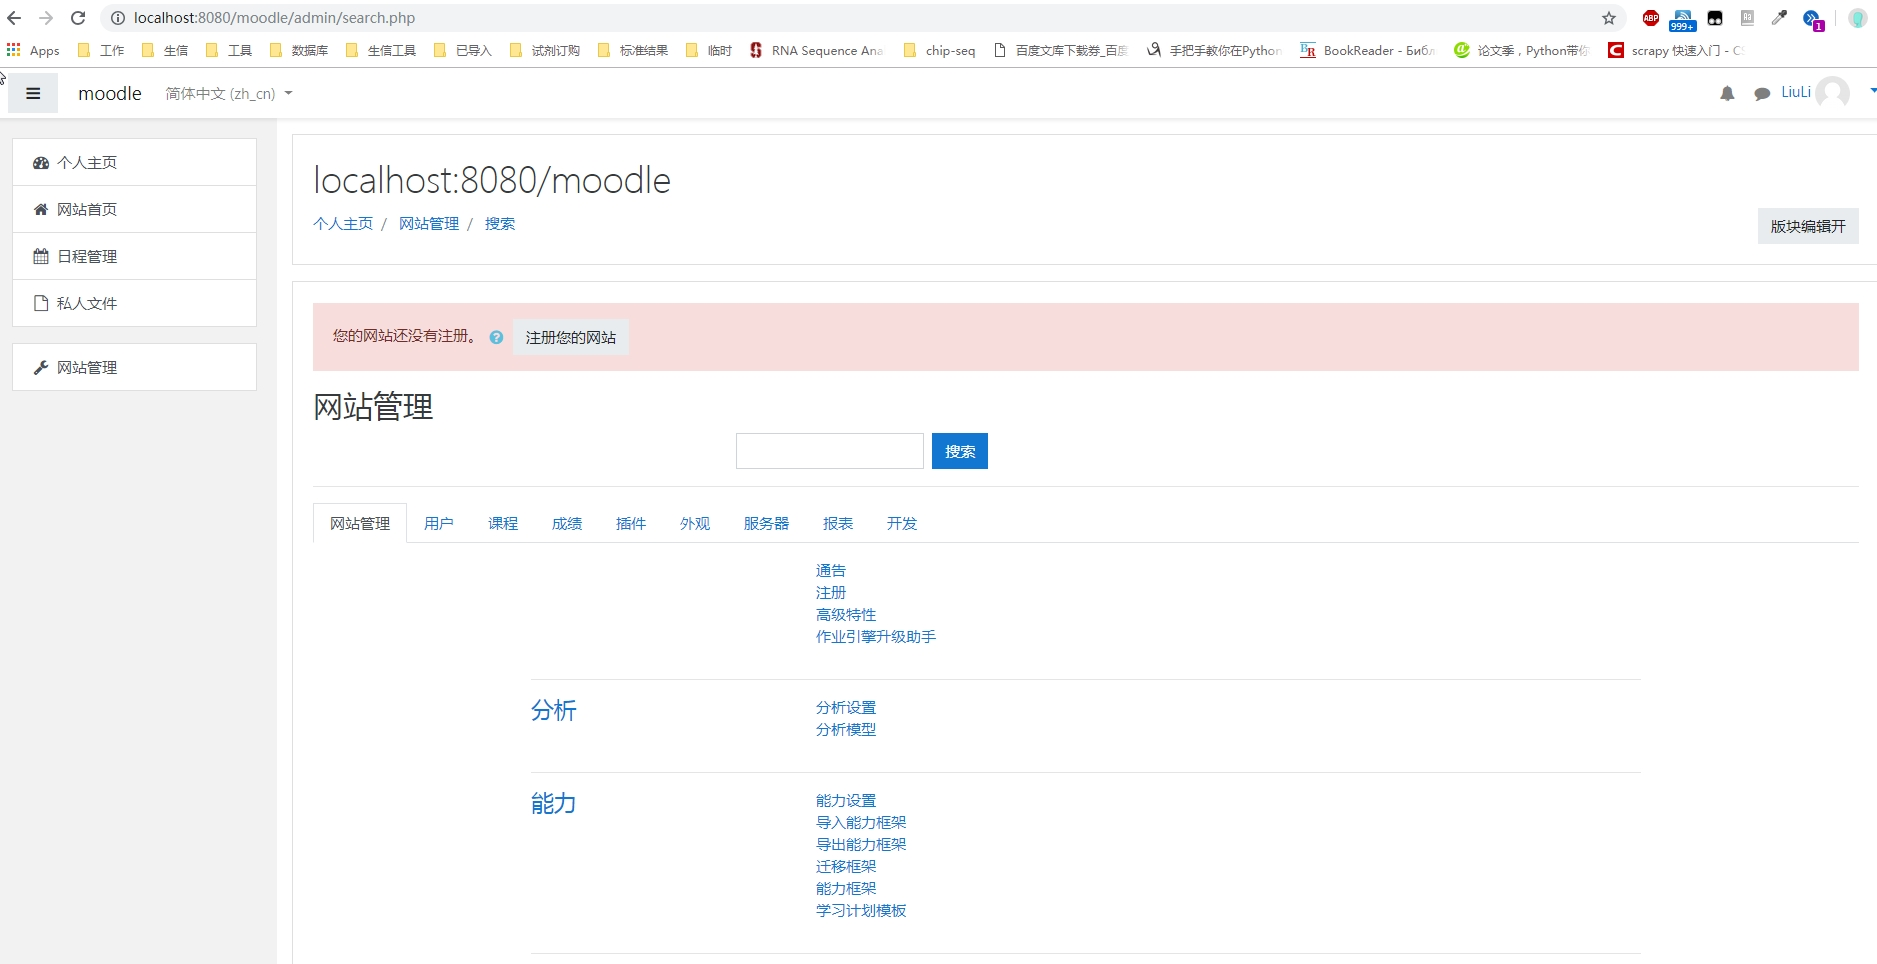 localhost:8080/moodle/admin/search.php
ABP
999+
1
Apps 工作 生信 工具 数据库 生信工具 已导入 试剂订购 标准结果 临时 RNA Sequence Ana chip-seq 百度文库下载券_百度 手把手教你在Python BookReader - Библ 论文季，Python带你 scrapy 快速入门 - CS
moodle 简体中文 (zh_cn) LiuLi
个人主页
网站首页
日程管理
私人文件
网站管理
localhost:8080/moodle
个人主页 / 网站管理 / 搜索
版块编辑开
您的网站还没有注册。 ? 注册您的网站
网站管理
搜索
网站管理 用户 课程 成绩 插件 外观 服务器 报表 开发
通告
注册
高级特性
作业引擎升级助手
分析
分析设置
分析模型
能力
能力设置
导入能力框架
导出能力框架
迁移框架
能力框架
学习计划模板